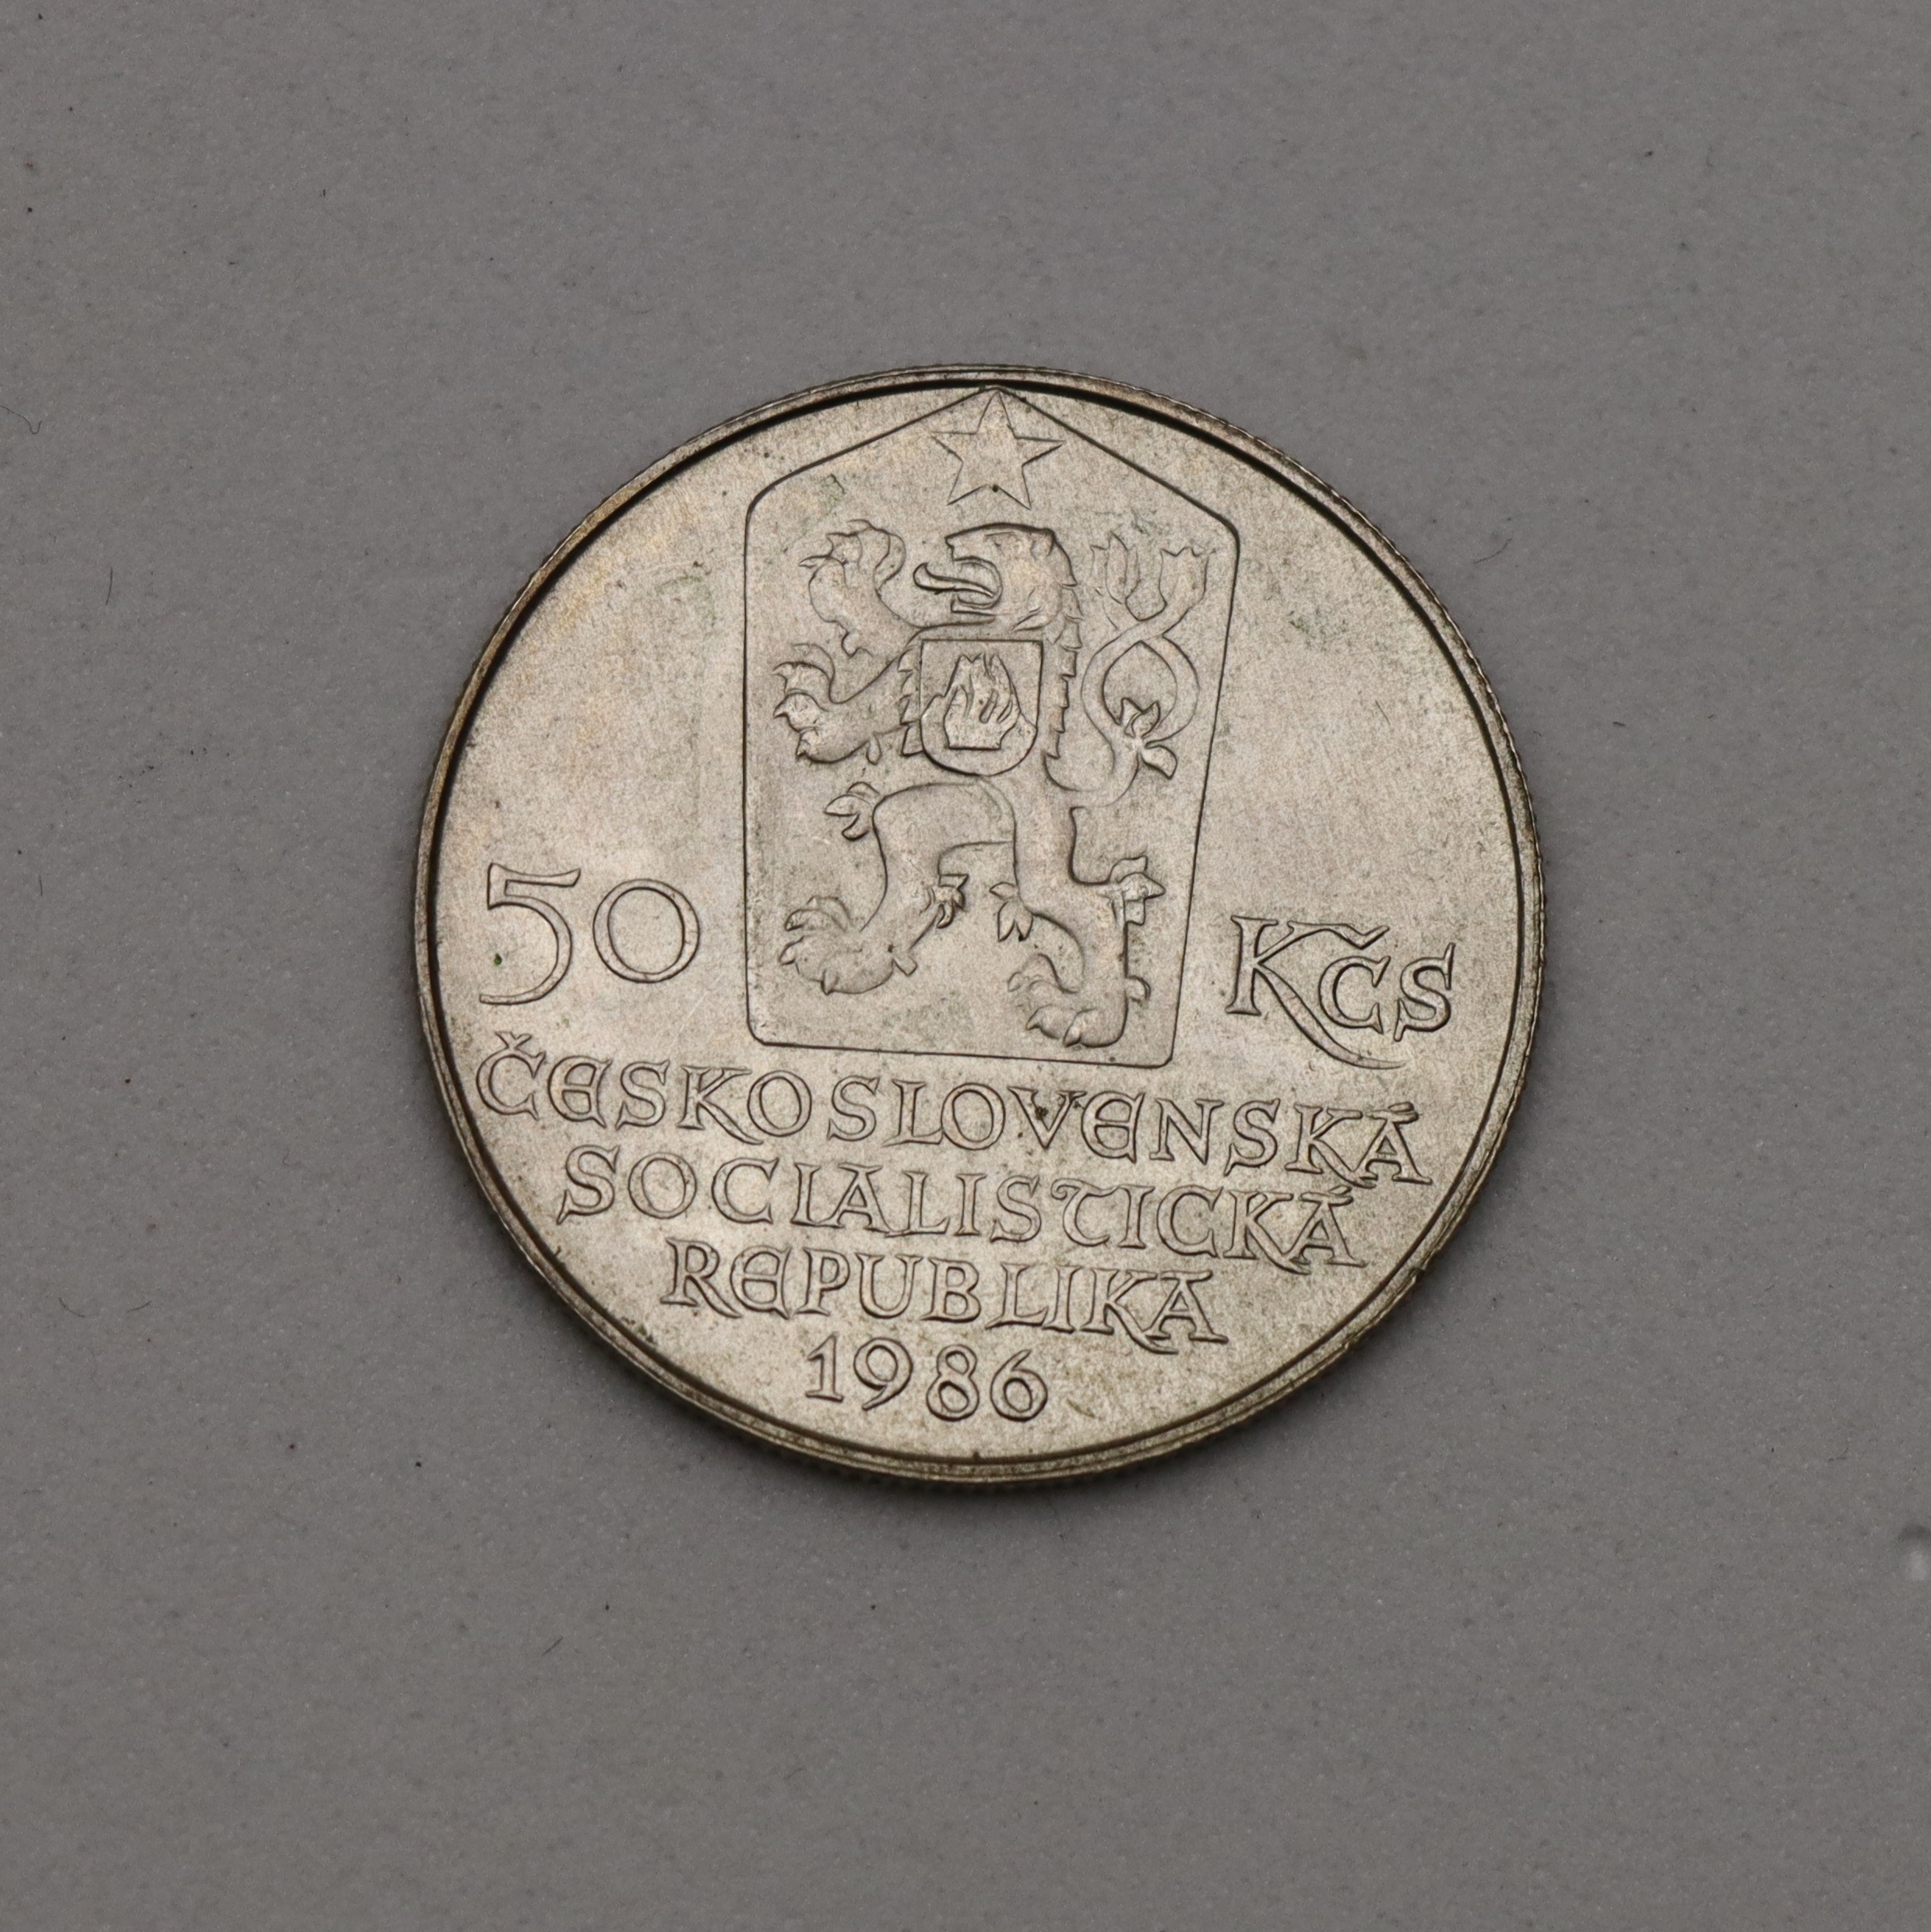 50 Kčs
ČESKOSLOVENSKÁ
SOCIALISTICKÁ
REPUBLIKA
1986